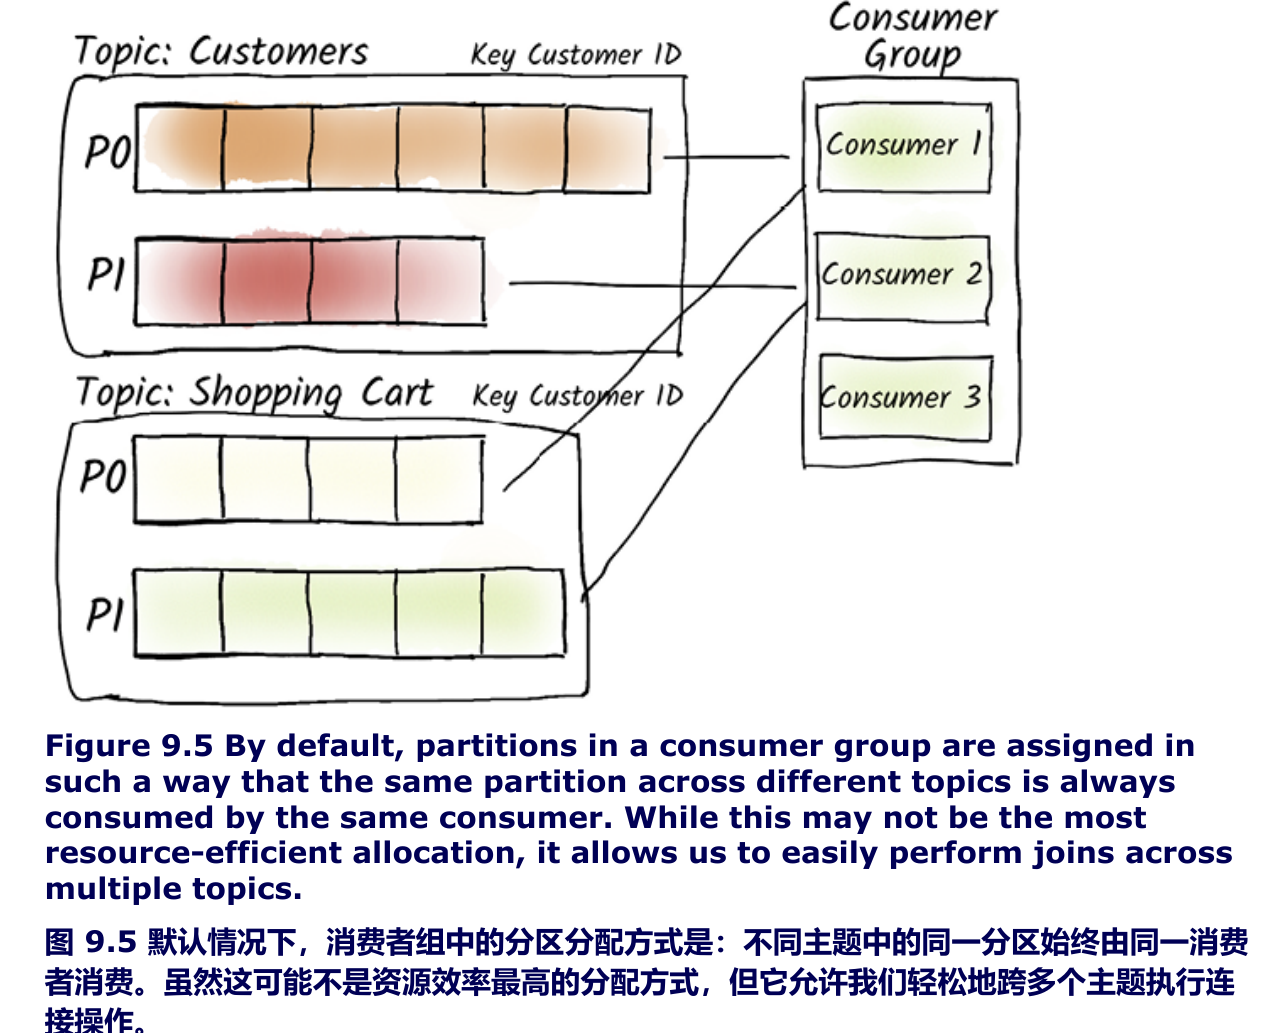 Topic: Customers Key Customer ID
P0
P1
Topic: Shopping Cart Key Customer ID
P0
P1
Consumer
Group
Consumer 1
Consumer 2
Consumer 3
Figure 9.5 By default, partitions in a consumer group are assigned in
such a way that the same partition across different topics is always
consumed by the same consumer. While this may not be the most
resource-efficient allocation, it allows us to easily perform joins across
multiple topics.
图 9.5 默认情况下，消费者组中的分区分配方式是：不同主题中的同一分区始终由同一消费
者消费。虽然这可能不是资源效率最高的分配方式，但它允许我们轻松地跨多个主题执行连
接操作。